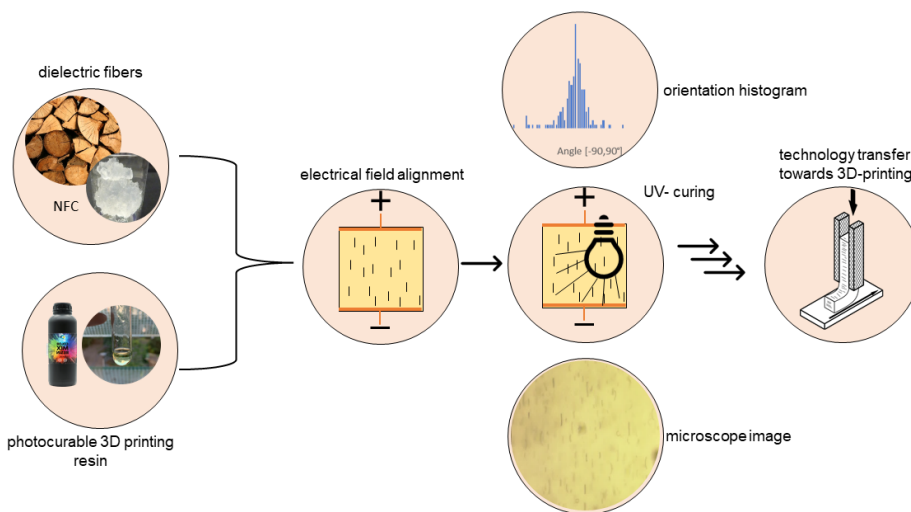 dielectric fibers
NFC
photocurable 3D printing
resin
electrical field alignment
+
−
Angle [-90,90°]
orientation histogram
UV- curing
+
−
microscope image
technology transfer
towards 3D-printing